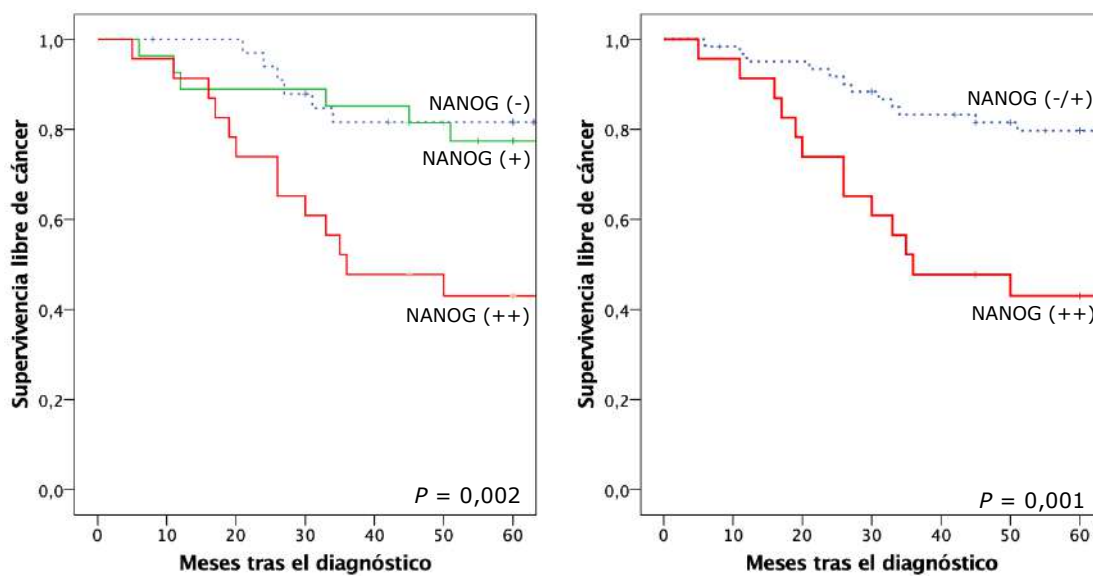 Supervivencia libre de cáncer
1,0
0,8
0,6
0,4
0,2
0,0
NANOG (-)
NANOG (+)
NANOG (++)
P = 0,002
0 10 20 30 40 50 60
Meses tras el diagnóstico
Supervivencia libre de cáncer
1,0
0,8
0,6
0,4
0,2
0,0
NANOG (-/+)
NANOG (++)
P = 0,001
0 10 20 30 40 50 60
Meses tras el diagnóstico